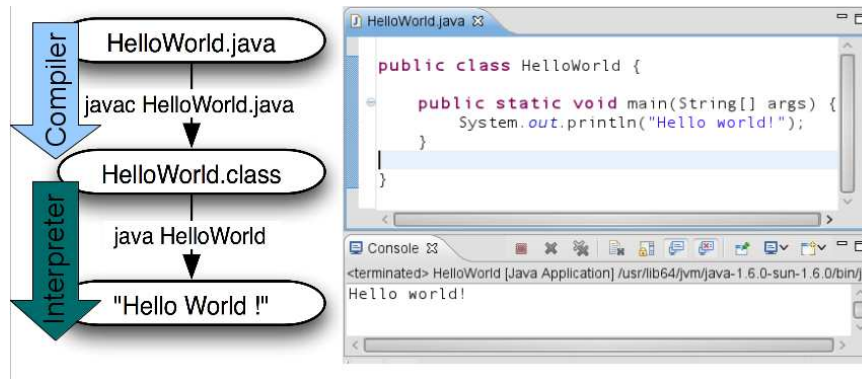 HelloWorld.java
Compiler
javac HelloWorld.java
HelloWorld.class
Interpreter
java HelloWorld
"Hello World !"
HelloWorld.java
public class HelloWorld {
public static void main(String[] args) {
System.out.println("Hello world!");
}
}
Console
<terminated> HelloWorld [Java Application] /usr/lib64/jvm/java-1.6.0-sun-1.6.0/bin/j
Hello world!